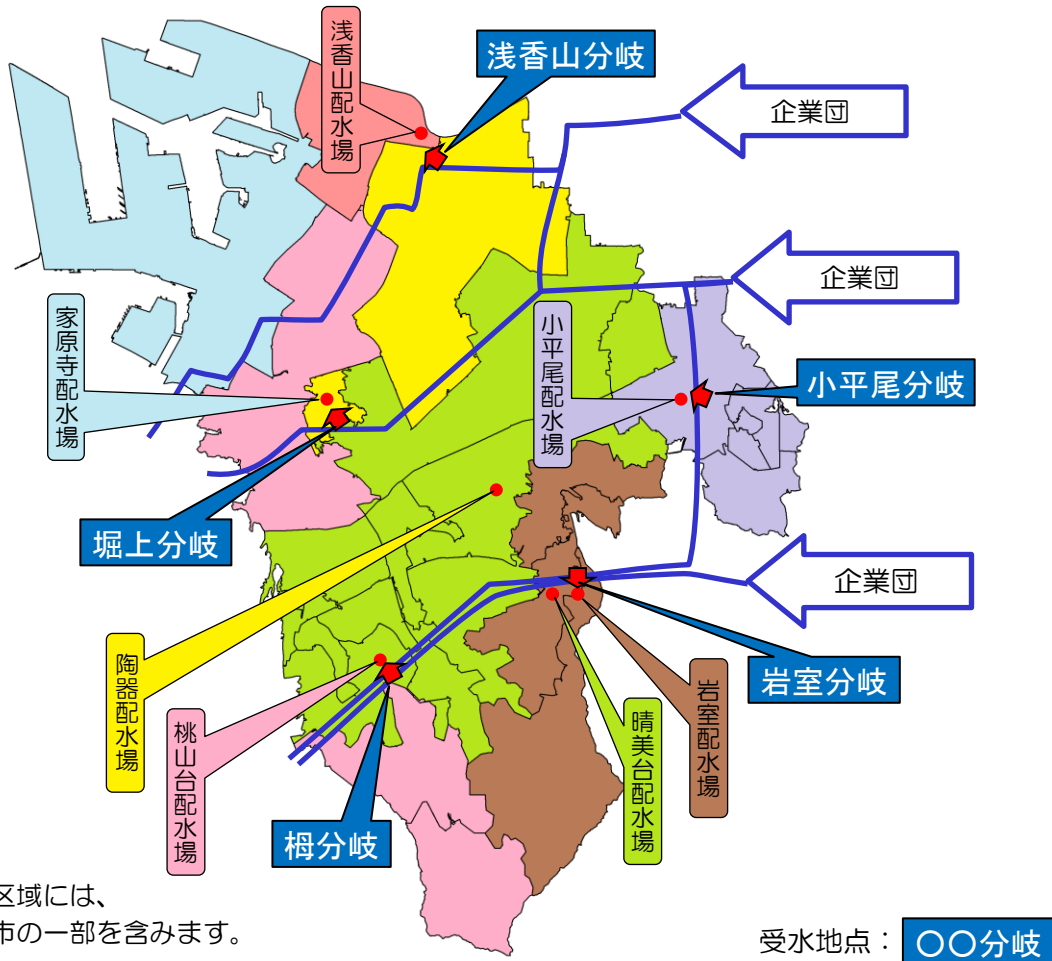 浅香山配水場
浅香山分岐
企業団
企業団
家原寺配水場
小平尾配水場
小平尾分岐
堀上分岐
企業団
陶器配水場
桃山台配水場
岩室分岐
岩室配水場
晴美台配水場
栂分岐
区域には、
市の一部を含みます。
受水地点：
〇〇分岐